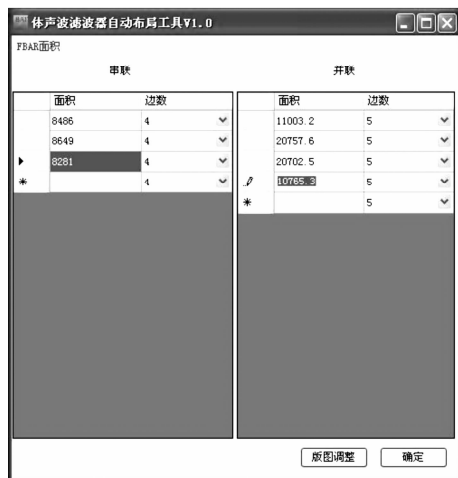 体声波滤波器自动布局工具V1.0
FBAR面积
串联 并联
面积 边数 面积 边数
8486 4 11003.2 5
8649 4 20757.6 5
8281 4 20702.5 5
4 10765.3 5
5
版图调整 确定